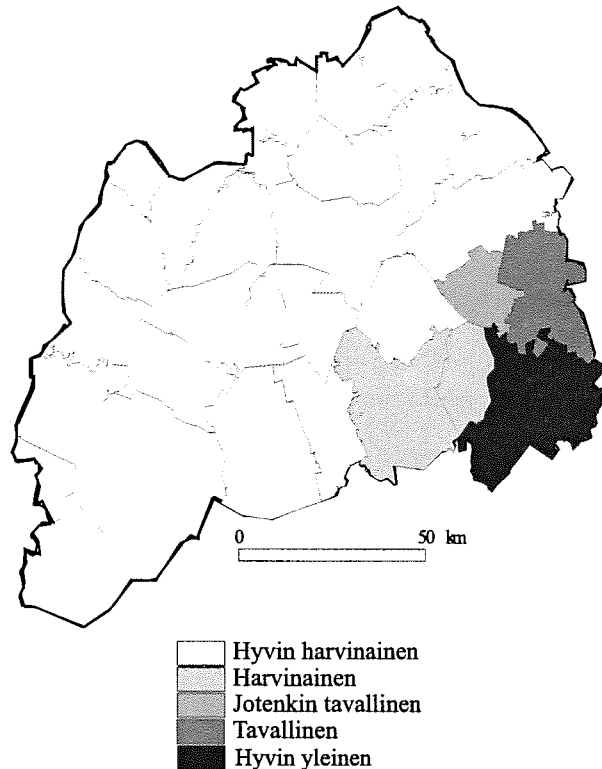 0 50 km
Hyvin harvinainen
Harvinainen
Jotenkin tavallinen
Tavallinen
Hyvin yleinen